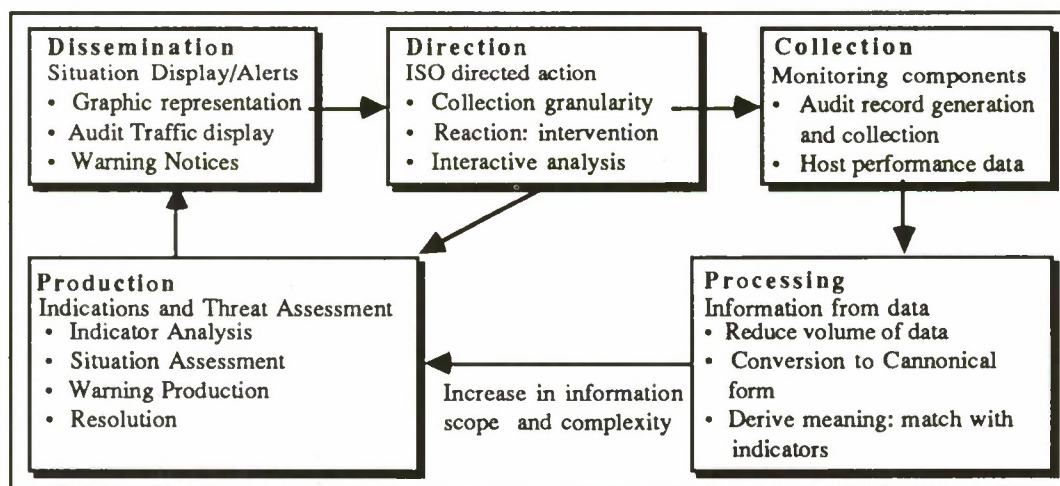 Dissemination
Situation Display/Alerts
• Graphic representation
• Audit Traffic display
• Warning Notices
Direction
ISO directed action
• Collection granularity
• Reaction: intervention
• Interactive analysis
Collection
Monitoring components
• Audit record generation
and collection
• Host performance data
Production
Indications and Threat Assessment
• Indicator Analysis
• Situation Assessment
• Warning Production
• Resolution
Increase in information
scope and complexity
Processing
Information from data
• Reduce volume of data
• Conversion to Cannonical
form
• Derive meaning: match with
indicators